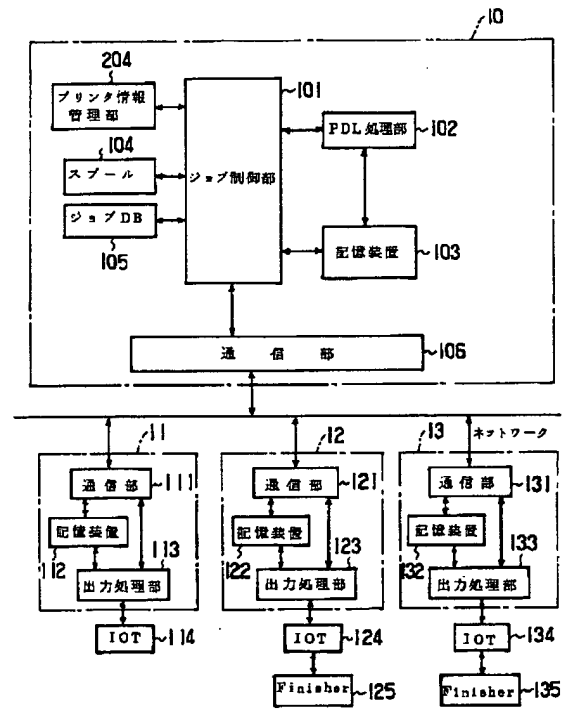 10
204
プリンタ情報
管理部
101
104
スプール
ジョブ制御部
PDL処理部
102
ジョブDB
105
記憶装置
103
通信部
106
11
12
13
ネットワーク
通信部
111
通信部
121
通信部
131
記憶装置
112
113
記憶装置
122
123
記憶装置
132
133
出力処理部
出力処理部
出力処理部
IOT
114
IOT
124
IOT
134
Finisher
125
Finisher
135